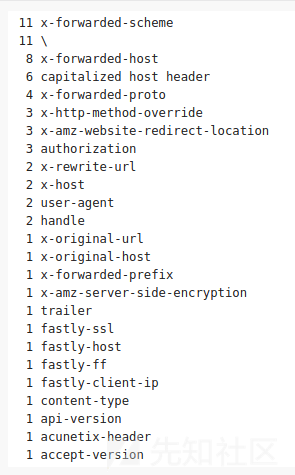 11 x-forwarded-scheme
11 \
8 x-forwarded-host
6 capitalized host header
4 x-forwarded-proto
3 x-http-method-override
3 x-amz-website-redirect-location
3 authorization
2 x-rewrite-url
2 x-host
2 user-agent
2 handle
1 x-original-url
1 x-original-host
1 x-forwarded-prefix
1 x-amz-server-side-encryption
1 trailer
1 fastly-ssl
1 fastly-host
1 fastly-ff
1 fastly-client-ip
1 content-type
1 api-version
1 acunetix-header
1 accept-version
先知社区